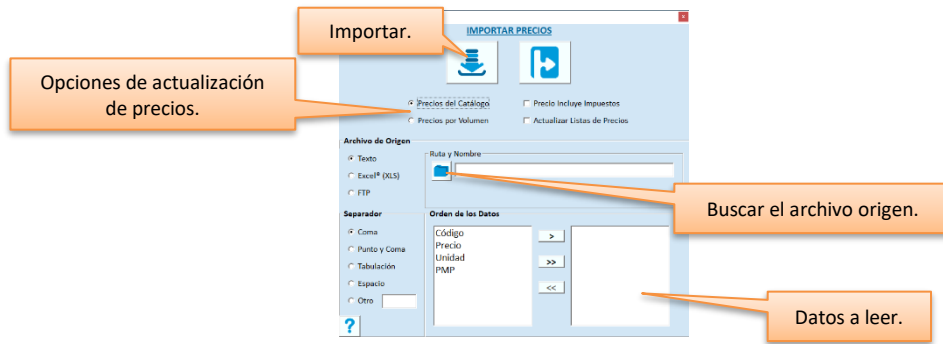 x
IMPORTAR PRECIOS
Importar.
Opciones de actualización
de precios.
Precios del Catálogo
Precio Incluye Impuestos
Precios por Volumen
Actualizar Listas de Precios
Archivo de Origen
Texto
Excel® (XLS)
FTP
Ruta y Nombre
Buscar el archivo origen.
Separador
Coma
Punto y Coma
Tabulación
Espacio
Otro
Orden de los Datos
Código
Precio
Unidad
PMP
>
>>
<<
Datos a leer.
?